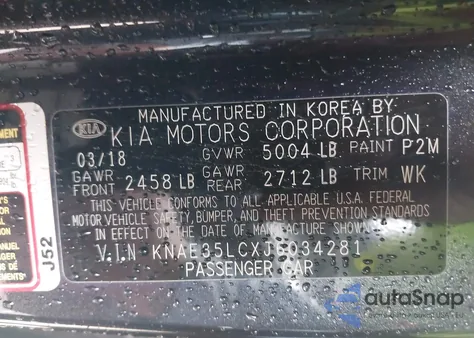 MANUFACTURED IN KOREA BY
KIA KIA MOTORS CORPORATION
03/18 GVWR 5004 LB PAINT P2M
GAWR FRONT 2458 LB GAWR REAR 2712 LB TRIM WK
THIS VEHICLE CONFORMS TO ALL APPLICABLE U.S.A. FEDERAL
MOTOR VEHICLE SAFETY, BUMPER, AND THEFT PREVENTION STANDARDS
IN EFFECT ON THE DATE OF MANUFACTURE SHOWN ABOVE.
V.I.N. KNAE35LCXJ6034281
PASSENGER CAR
J52
autoSnap